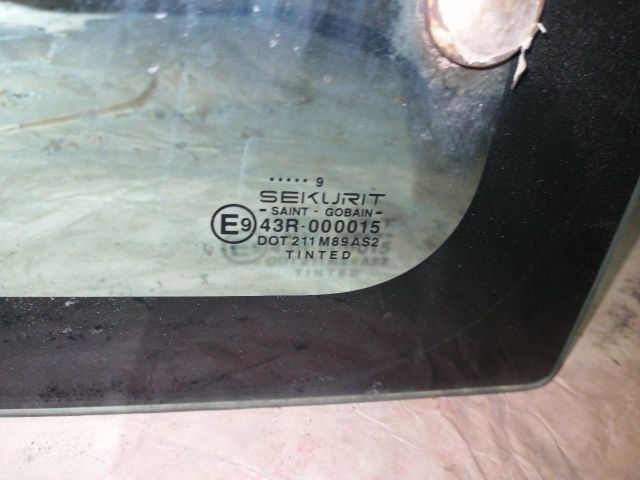 ••••• 9
SEKURIT
- SAINT - GOBAIN -
E9 43R-000015
DOT 211 M89 AS2
TINTED